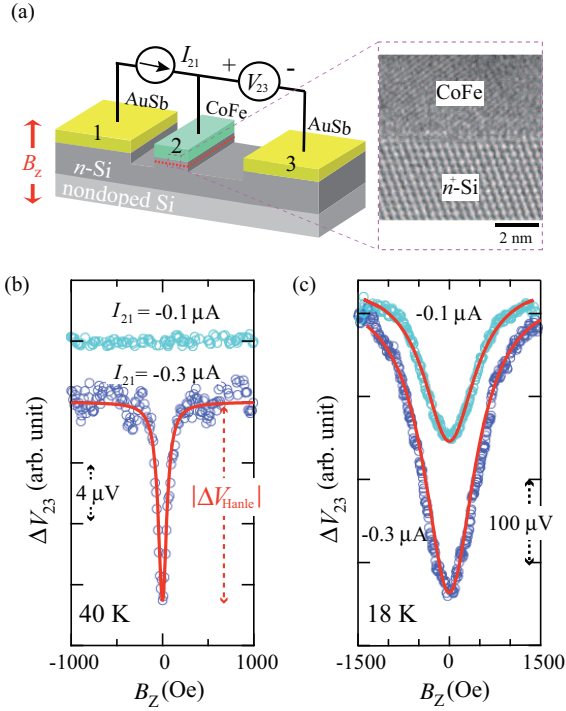 (a)
I21
+
-
V23
AuSb
CoFe
AuSb
1
2
3
BZ
n-Si
nondoped Si
CoFe
n+-Si
2 nm
(b)
(c)
I21 = -0.1 μA
I21 = -0.3 μA
ΔV23 (arb. unit)
4 μV
|ΔVHanle|
40 K
-1000
0
1000
BZ (Oe)
-0.1 μA
ΔV23 (arb. unit)
-0.3 μA
100 μV
18 K
-1500
0
1500
BZ (Oe)